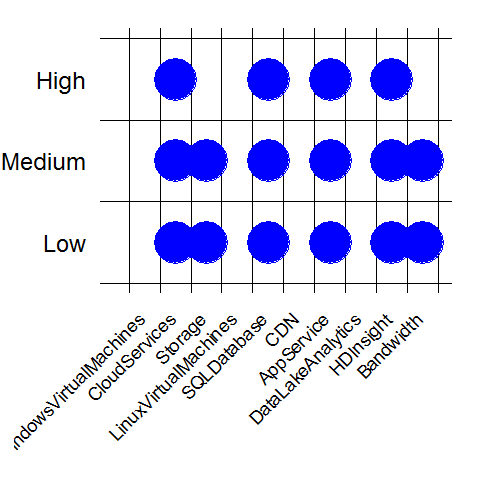 High
Medium
Low
ndowsVirtualMachines
CloudServices
Storage
LinuxVirtualMachines
SQLDatabase
CDN
AppService
DataLakeAnalytics
HDInsight
Bandwidth